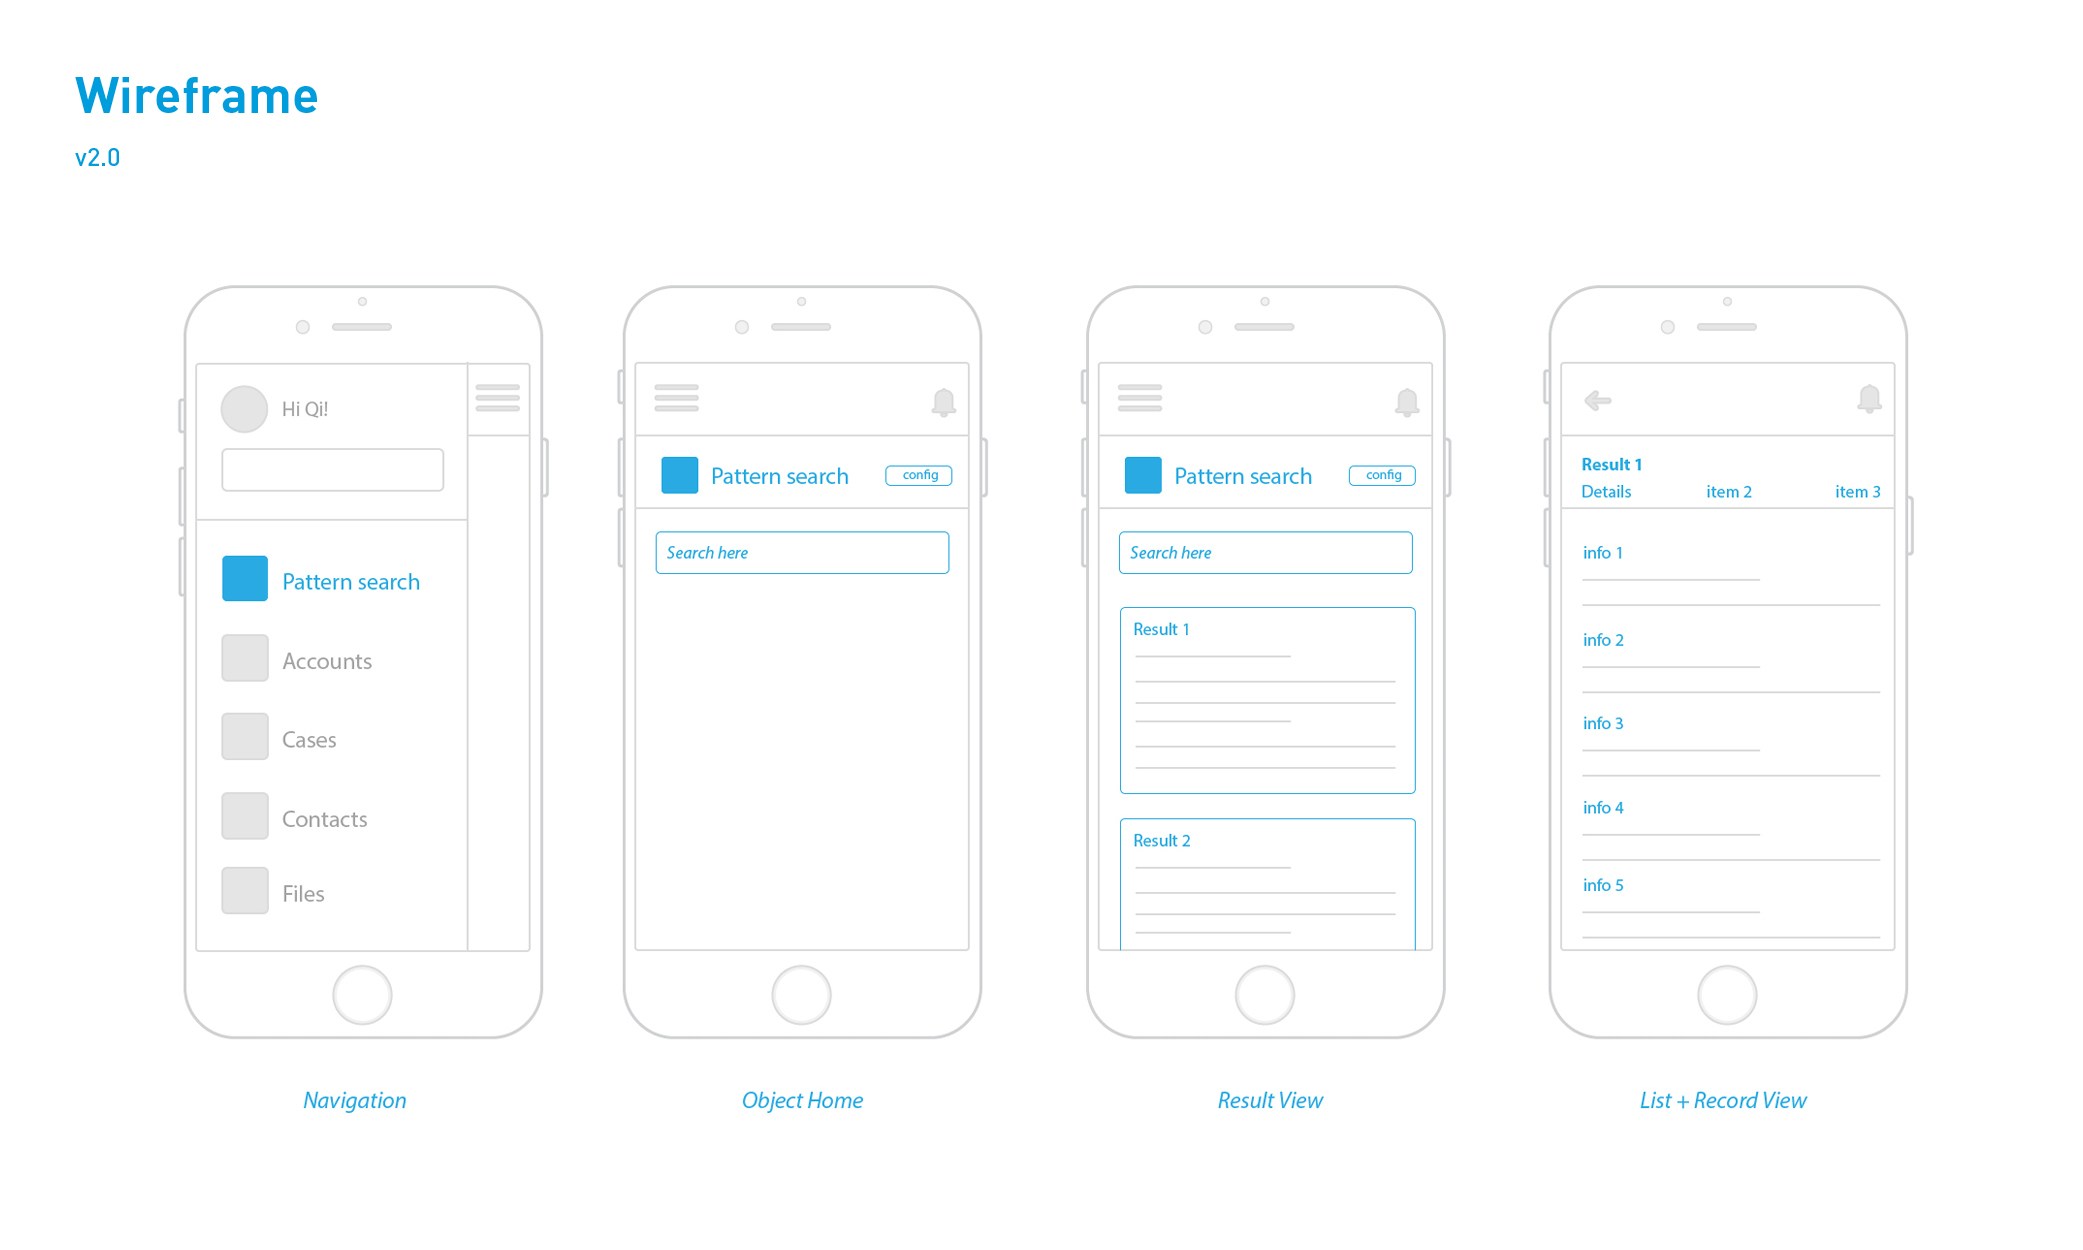 Wireframe
v2.0
Hi Qi!
Pattern search
Accounts
Cases
Contacts
Files
Navigation
Pattern search
config
Search here
Object Home
Pattern search
config
Search here
Result 1
Result 2
Result View
Result 1
Details item 2 item 3
info 1
info 2
info 3
info 4
info 5
List + Record View